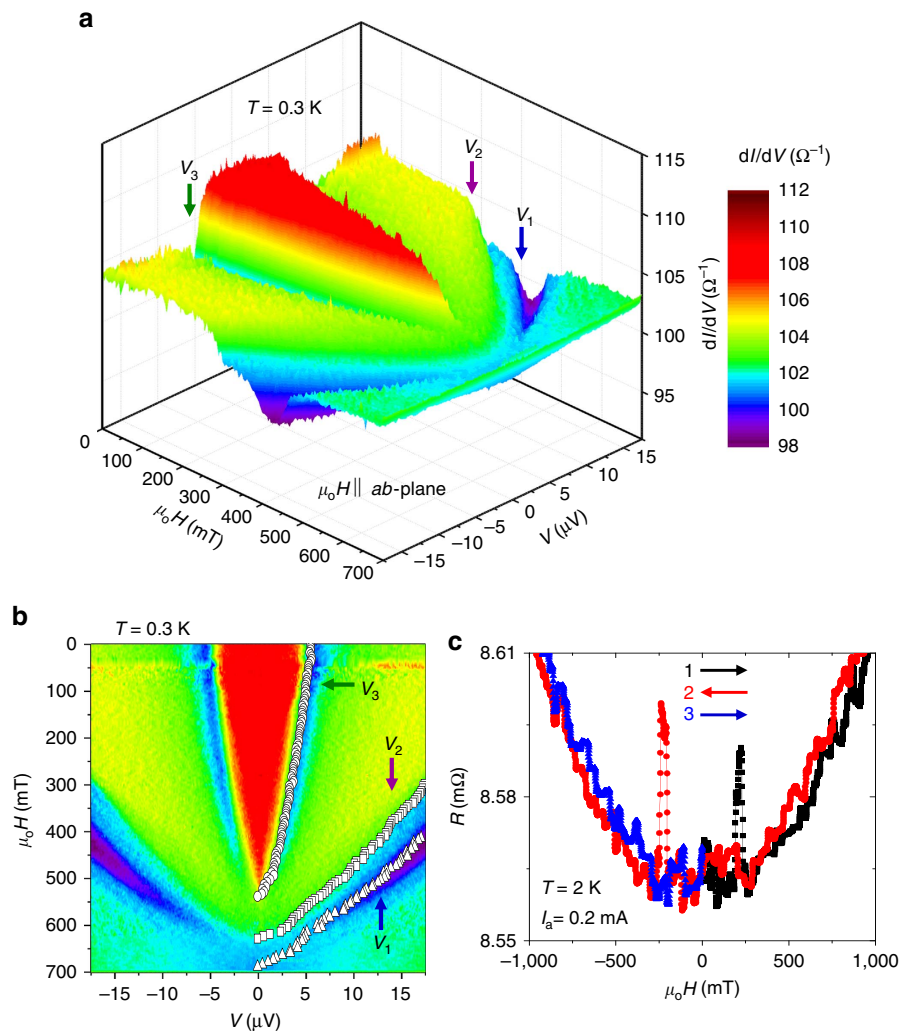 a
T = 0.3 K
V3
V2
V1
dI/dV (Ω−1)
112
110
108
106
104
102
100
98
115
110
105
100
95
dI/dV (Ω−1)
0
100
200
300
400
500
600
700
μoH (mT)
μoH || ab-plane
−15
−10
−5
0
5
10
15
V (μV)
b
T = 0.3 K
0
100
200
300
400
500
600
700
μoH (mT)
V3
V2
V1
−15
−10
−5
0
5
10
15
V (μV)
c
8.61
8.58
8.55
R (mΩ)
1
2
3
T = 2 K
Ia = 0.2 mA
−1,000
−500
0
500
1,000
μoH (mT)